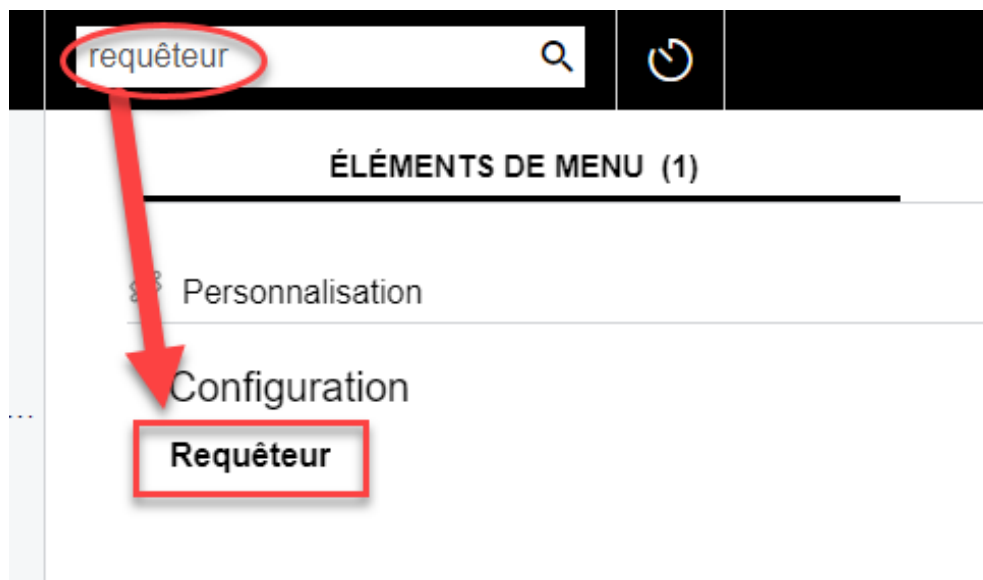 requêteur
ÉLÉMENTS DE MENU (1)
Personnalisation
Configuration
Requêteur